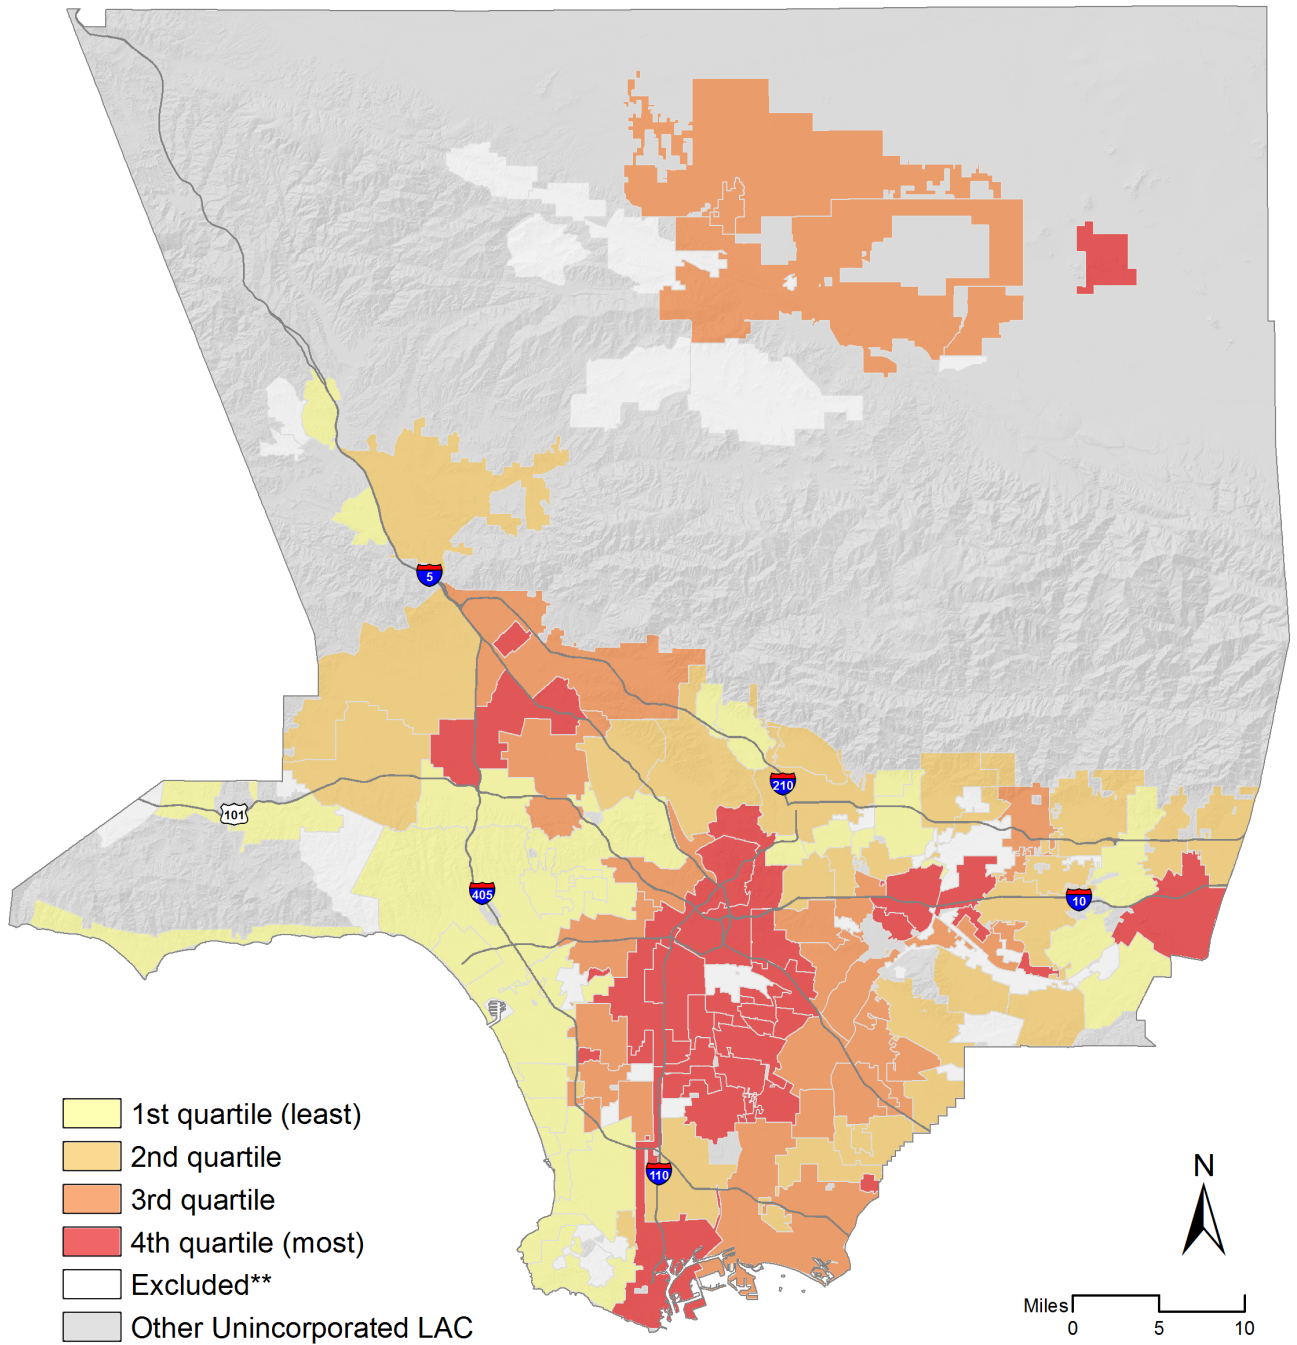 5
210
101
405
10
110
1st quartile (least)
2nd quartile
3rd quartile
4th quartile (most)
Excluded**
Other Unincorporated LAC
N
Miles
0 5 10